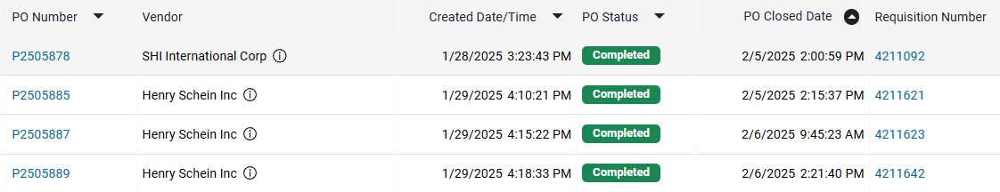 PO Number Vendor Created Date/Time PO Status PO Closed Date Requisition Number
P2505878 SHI International Corp 1/28/2025 3:23:43 PM Completed 2/5/2025 2:00:59 PM 4211092
P2505885 Henry Schein Inc 1/29/2025 4:10:21 PM Completed 2/5/2025 2:15:37 PM 4211621
P2505887 Henry Schein Inc 1/29/2025 4:15:22 PM Completed 2/6/2025 9:45:23 AM 4211623
P2505889 Henry Schein Inc 1/29/2025 4:18:33 PM Completed 2/6/2025 2:21:40 PM 4211642